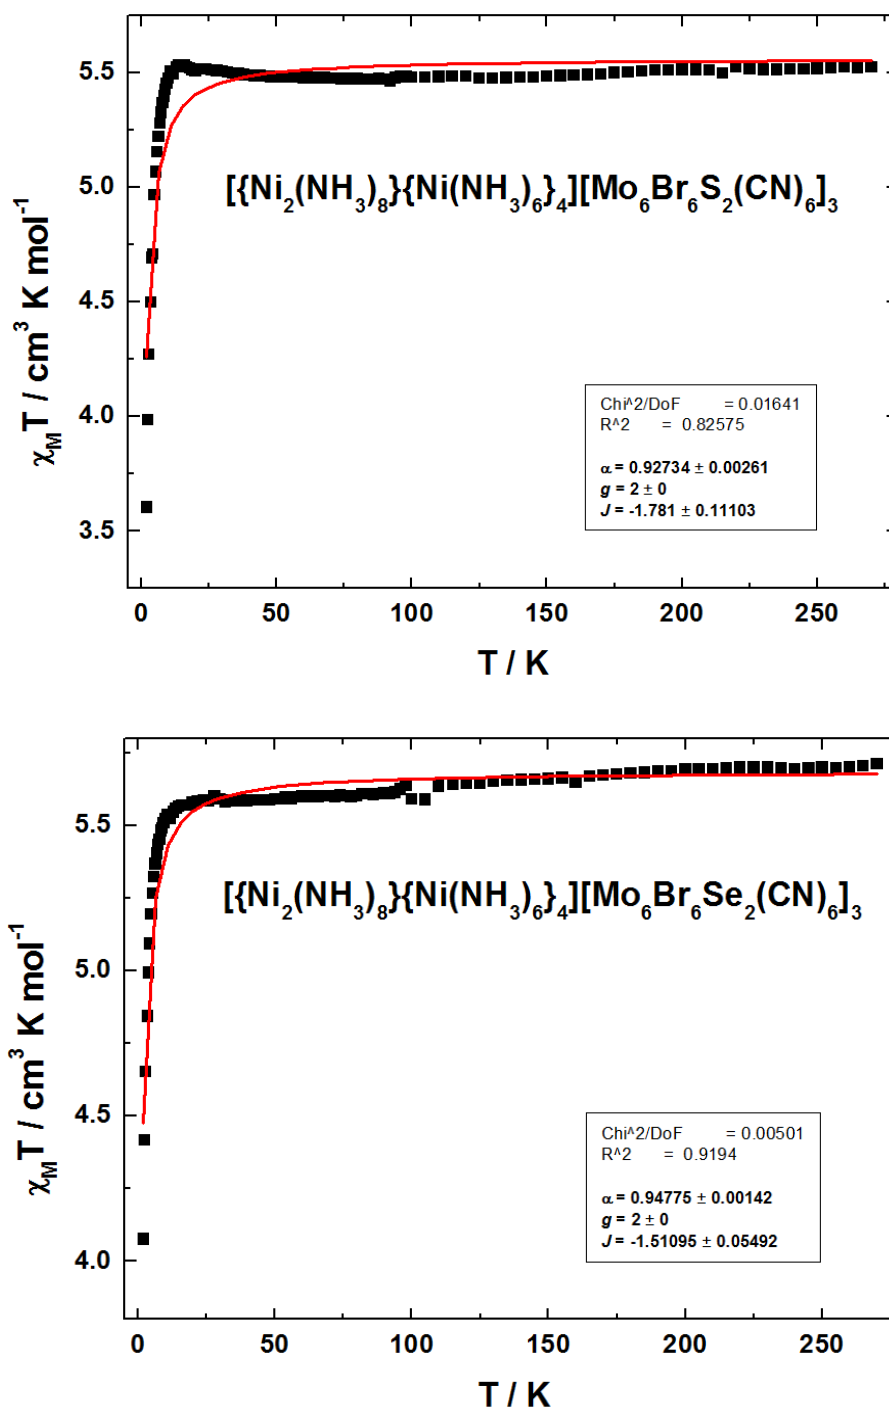 5.5
5.0
4.5
4.0
3.5
χ_M T / cm³ K mol⁻¹
[{Ni₂(NH₃)₈}{Ni(NH₃)₆}₄][Mo₆Br₆S₂(CN)₆]₃
Chi^2/DoF = 0.01641
R^2 = 0.82575
α = 0.92734 ± 0.00261
g = 2 ± 0
J = -1.781 ± 0.11103
0 50 100 150 200 250
T / K
5.5
5.0
4.5
4.0
χ_M T / cm³ K mol⁻¹
[{Ni₂(NH₃)₈}{Ni(NH₃)₆}₄][Mo₆Br₆Se₂(CN)₆]₃
Chi^2/DoF = 0.00501
R^2 = 0.9194
α = 0.94775 ± 0.00142
g = 2 ± 0
J = -1.51095 ± 0.05492
0 50 100 150 200 250
T / K